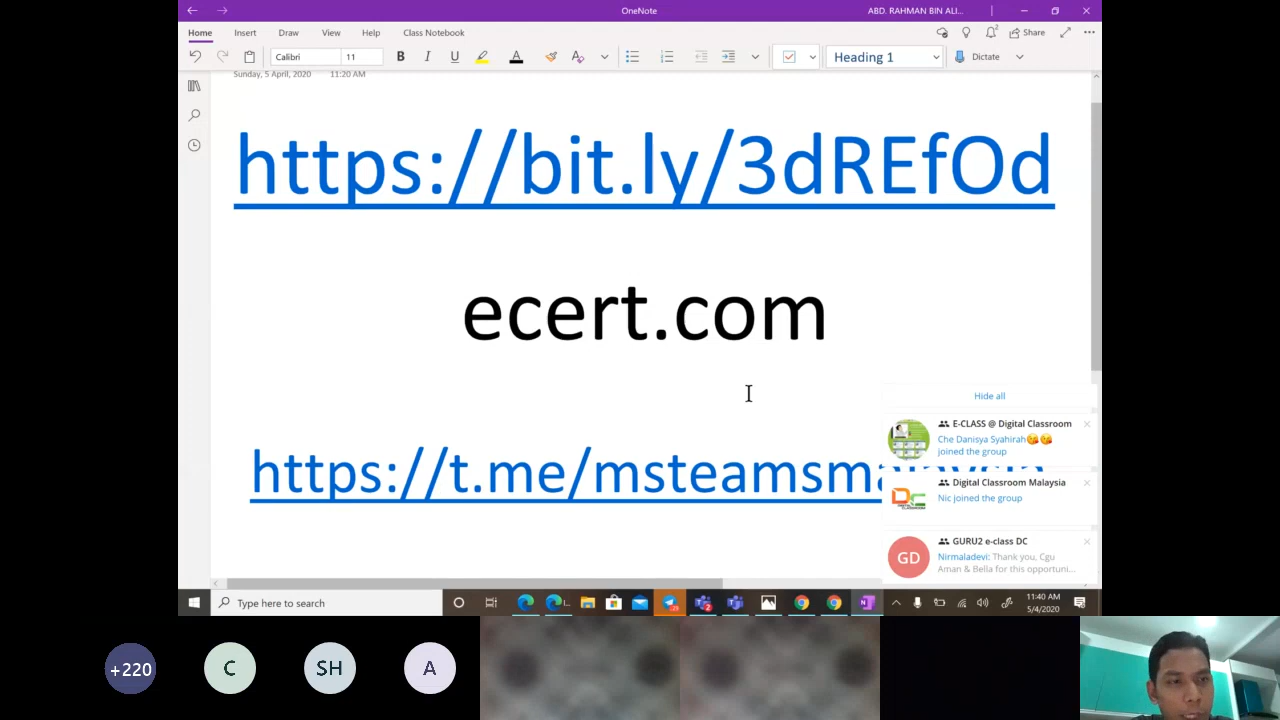 OneNote
ABD. RAHMAN BIN ALI...
Home Insert Draw View Help Class Notebook
Share
Calibri 11 B I U A Heading 1 Dictate
Sunday, 5 April, 2020 11:20 AM
https://bit.ly/3dREfOd
ecert.com
Hide all
E-CLASS @ Digital Classroom
Che Danisya Syahirah😘😘
joined the group
https://t.me/msteamsmalaysia
Digital Classroom Malaysia
Nic joined the group
GURU2 e-class DC
GD
Nirmaladevi: Thank you, Cgu
Aman & Bella for this opportuni...
Type here to search
11:40 AM
5/4/2020
+220 C SH A